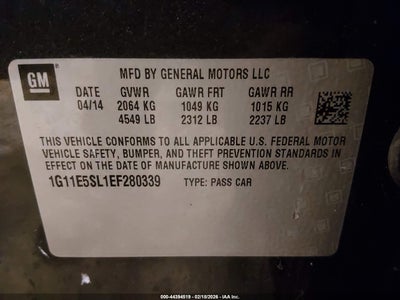 GM
MFD BY GENERAL MOTORS LLC
DATE GVWR GAWR FRT GAWR RR
04/14 2064 KG 1049 KG 1015 KG
4549 LB 2312 LB 2237 LB
THIS VEHICLE CONFORMS TO ALL APPLICABLE U.S. FEDERAL MOTOR
VEHICLE SAFETY, BUMPER, AND THEFT PREVENTION STANDARDS
IN EFFECT ON THE DATE OF MANUFACTURE SHOWN ABOVE.
1G11E5SL1EF280339 TYPE: PASS CAR
000-44394519 - 02/18/2026 - IAAI.COM